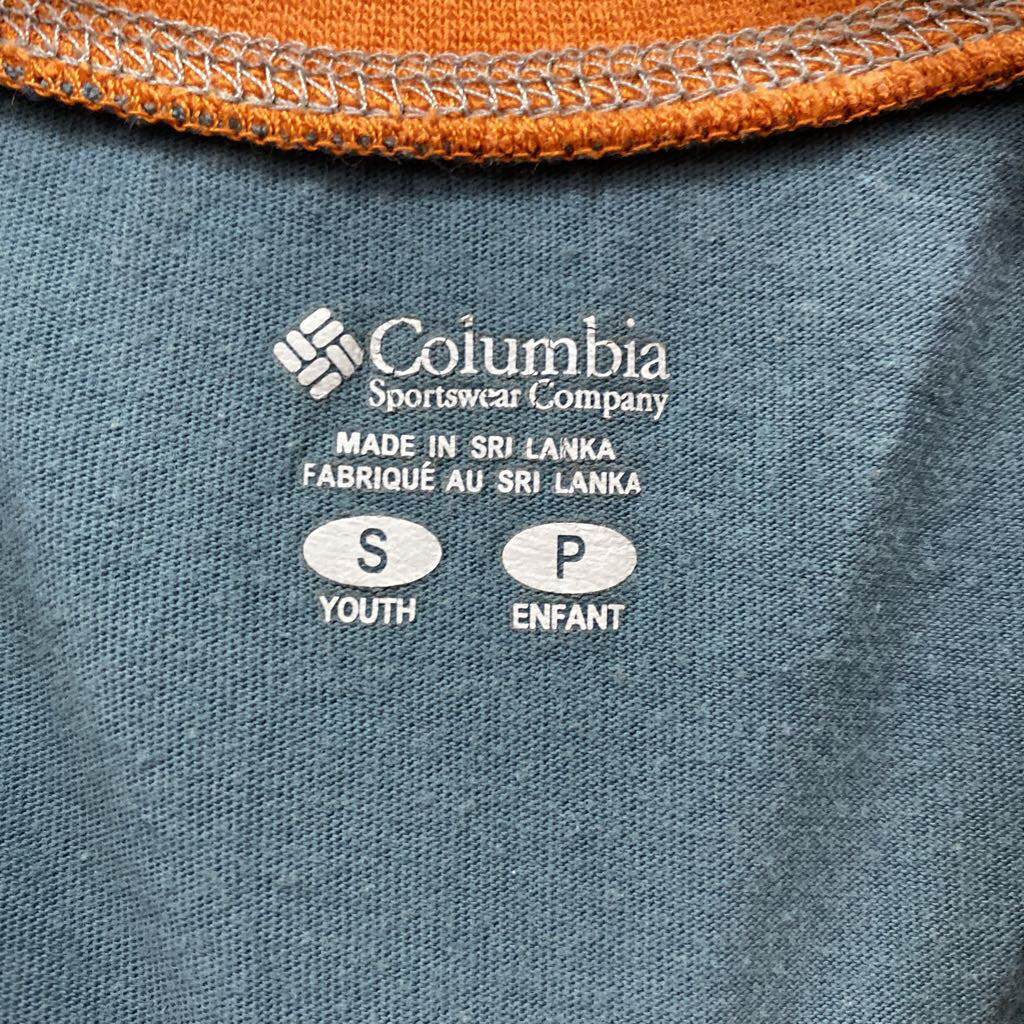 Columbia
Sportswear Company
MADE IN SRI LANKA
FABRIQUÉ AU SRI LANKA
S P
YOUTH ENFANT